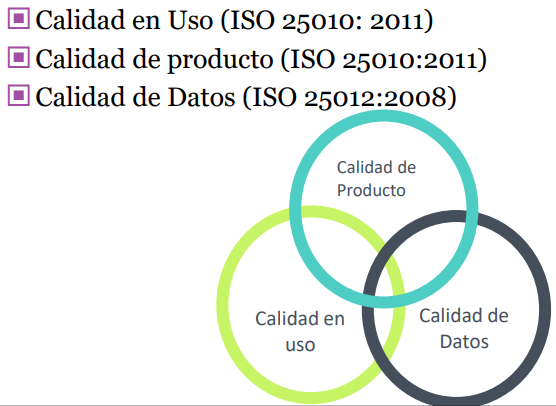 Calidad en Uso (ISO 25010: 2011)
Calidad de producto (ISO 25010:2011)
Calidad de Datos (ISO 25012:2008)
Calidad de
Producto
Calidad en
uso
Calidad de
Datos